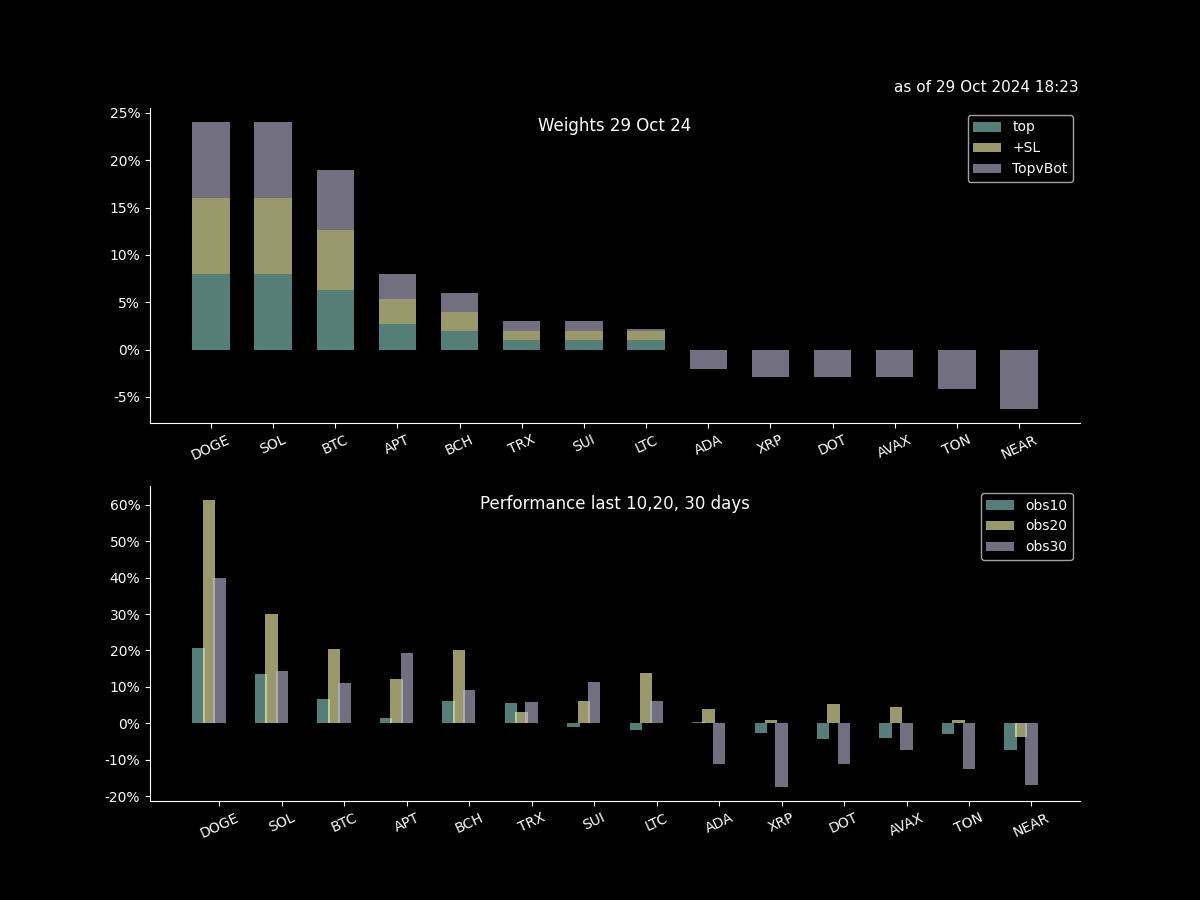 as of 29 Oct 2024 18:23
Weights 29 Oct 24
top
+SL
TopvBot
25%
20%
15%
10%
5%
0%
-5%
DOGE SOL BTC APT BCH TRX SUI LTC ADA XRP DOT AVAX TON NEAR
Performance last 10,20, 30 days
obs10
obs20
obs30
60%
50%
40%
30%
20%
10%
0%
-10%
-20%
DOGE SOL BTC APT BCH TRX SUI LTC ADA XRP DOT AVAX TON NEAR